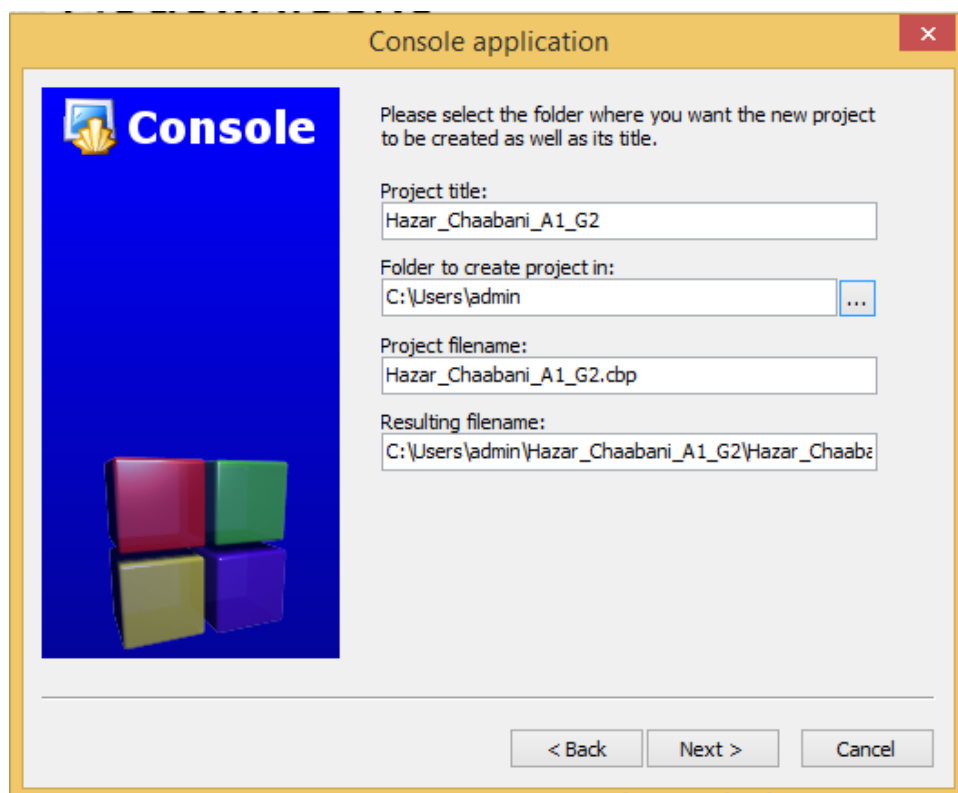 Console application
Console
Please select the folder where you want the new project
to be created as well as its title.
Project title:
Hazar_Chaabani_A1_G2
Folder to create project in:
C:\Users\admin
...
Project filename:
Hazar_Chaabani_A1_G2.cbp
Resulting filename:
C:\Users\admin\Hazar_Chaabani_A1_G2\Hazar_Chaaba
< Back
Next >
Cancel